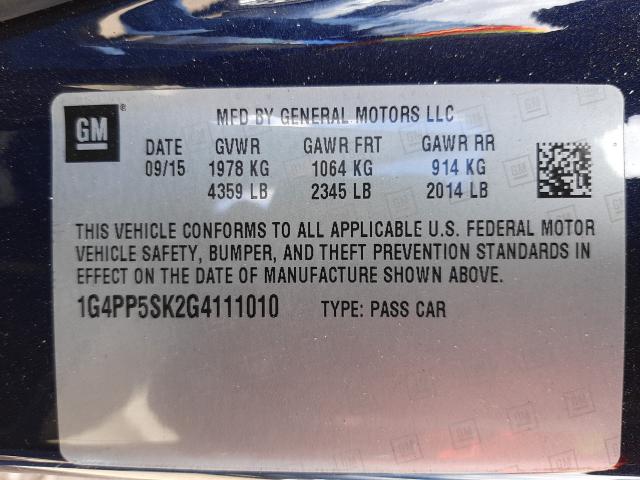 GM
®
MFD BY GENERAL MOTORS LLC
DATE GVWR GAWR FRT GAWR RR
09/15 1978 KG 1064 KG 914 KG
4359 LB 2345 LB 2014 LB
THIS VEHICLE CONFORMS TO ALL APPLICABLE U.S. FEDERAL MOTOR
VEHICLE SAFETY, BUMPER, AND THEFT PREVENTION STANDARDS IN
EFFECT ON THE DATE OF MANUFACTURE SHOWN ABOVE.
1G4PP5SK2G4111010 TYPE: PASS CAR